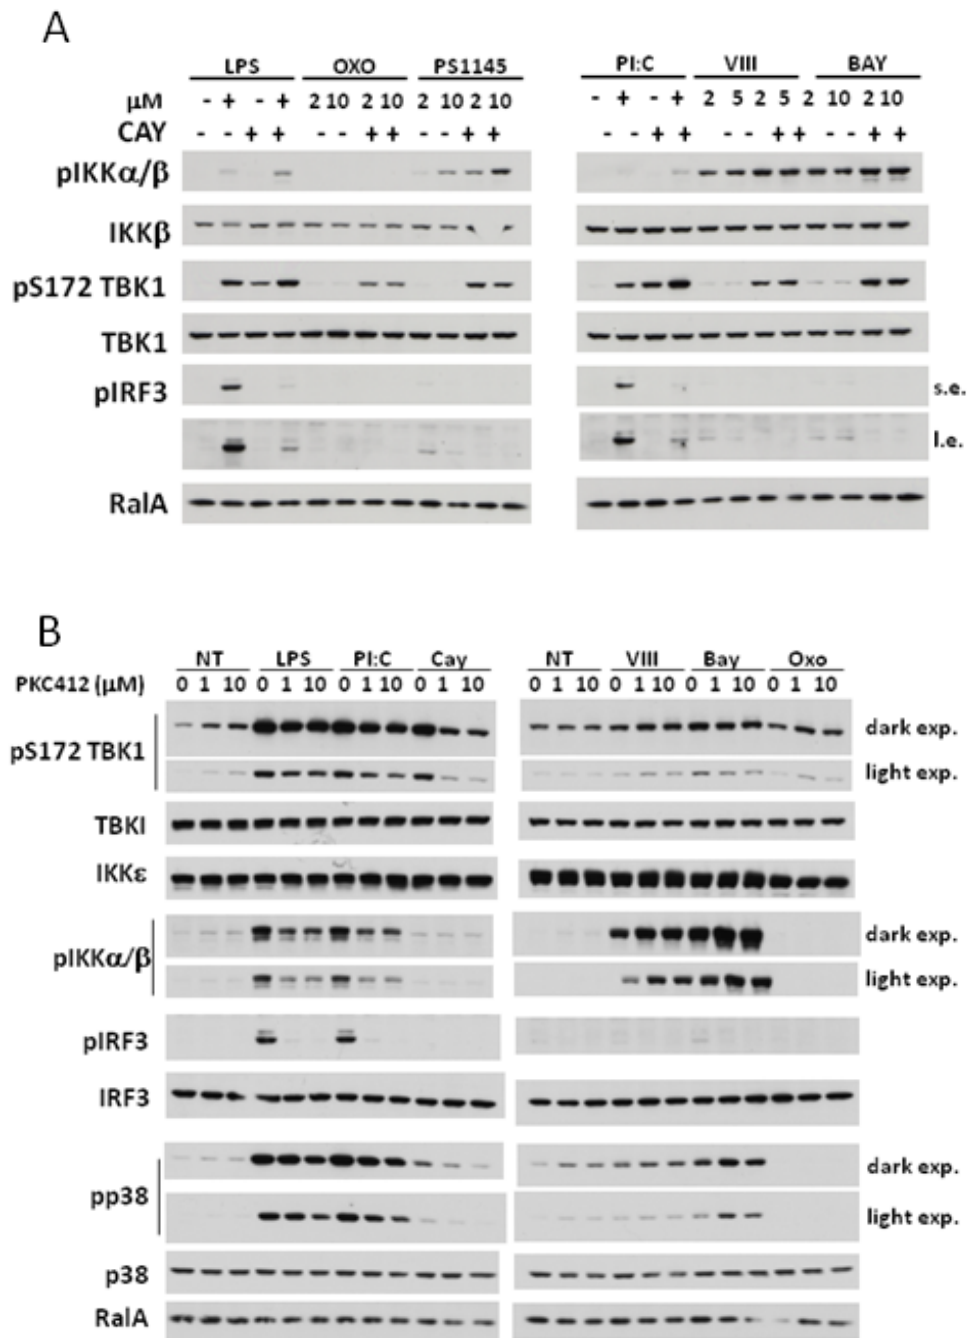 A
LPS OXO PS1145 PI:C VIII BAY
μM - + - + 2 10 2 10 2 10 2 10 - + - + 2 5 2 5 2 10 2 10
CAY - - + + - - + + - - + + - - + + - - + + - - + +
pIKKα/β
IKKβ
pS172 TBK1
TBK1
pIRF3 s.e.
l.e.
RalA
B
NT LPS PI:C Cay NT VIII Bay Oxo
PKC412 (μM) 0 1 10 0 1 10 0 1 10 0 1 10 0 1 10 0 1 10 0 1 10 0 1 10
pS172 TBK1 dark exp.
light exp.
TBKI
IKKε
pIKKα/β dark exp.
light exp.
pIRF3
IRF3
pp38 dark exp.
light exp.
p38
RalA